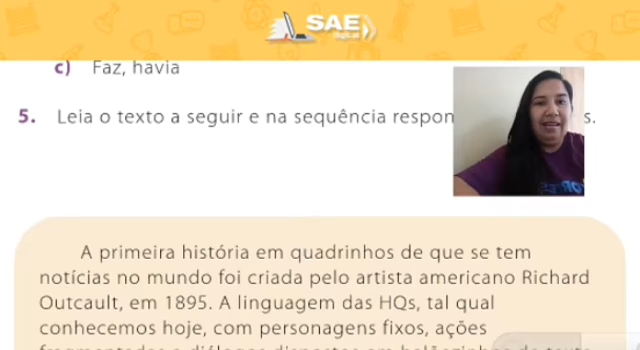 SAE
digital
c) Faz, havia
5. Leia o texto a seguir e na sequência respon s.
A primeira história em quadrinhos de que se tem
notícias no mundo foi criada pelo artista americano Richard
Outcault, em 1895. A linguagem das HQs, tal qual
conhecemos hoje, com personagens fixos, ações